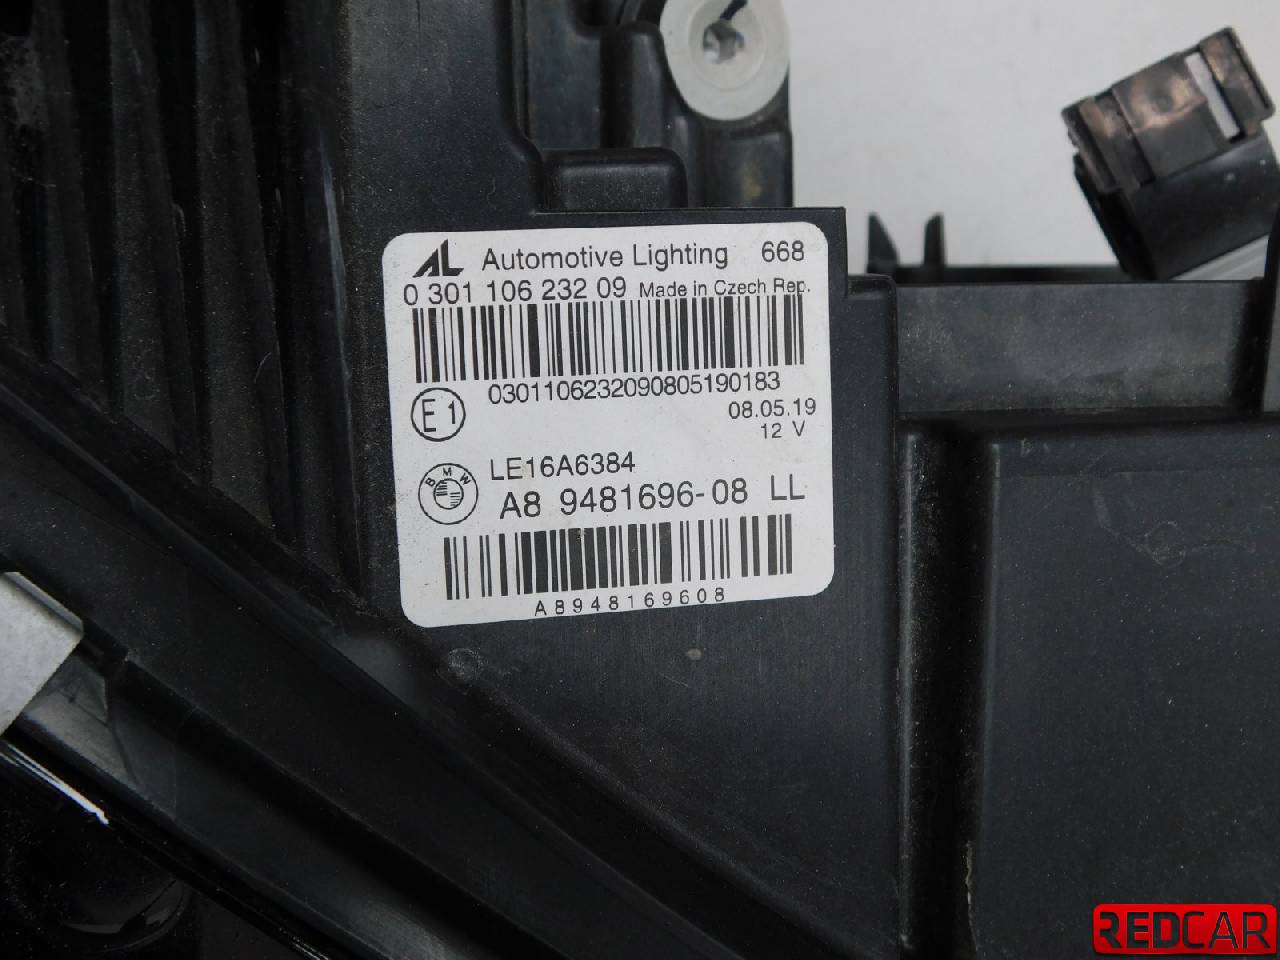 AL Automotive Lighting 668
0 301 106 232 09 Made in Czech Rep.
0301106232090805190183
E1
08.05.19
12 V
LE16A6384
BMW
A8 9481696-08 LL
A8948169608
REDCAR